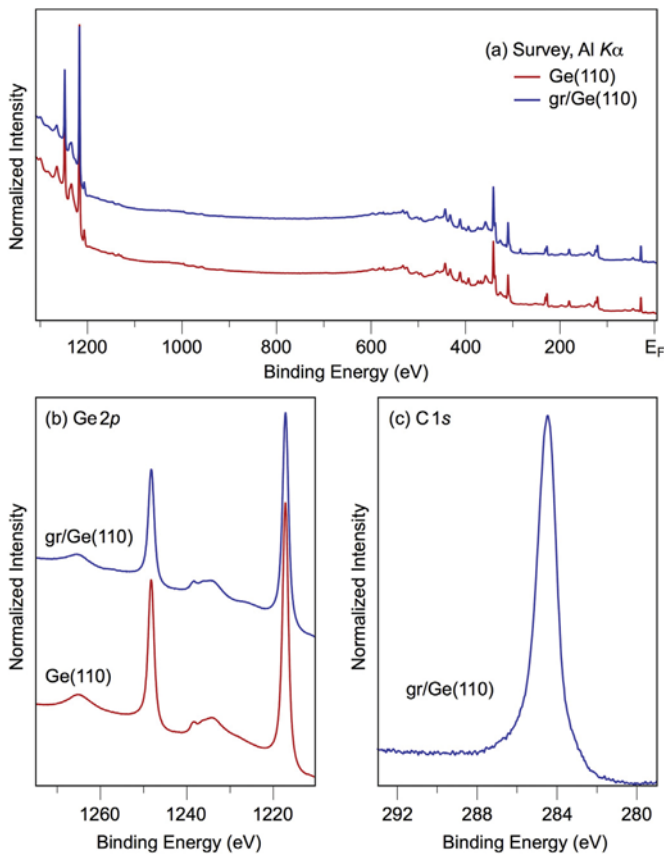 (a) Survey, Al Kα
Ge(110)
gr/Ge(110)
Normalized Intensity
1200 1000 800 600 400 200 E_F
Binding Energy (eV)
(b) Ge 2p
gr/Ge(110)
Ge(110)
Normalized Intensity
1260 1240 1220
Binding Energy (eV)
(c) C 1s
gr/Ge(110)
Normalized Intensity
292 288 284 280
Binding Energy (eV)